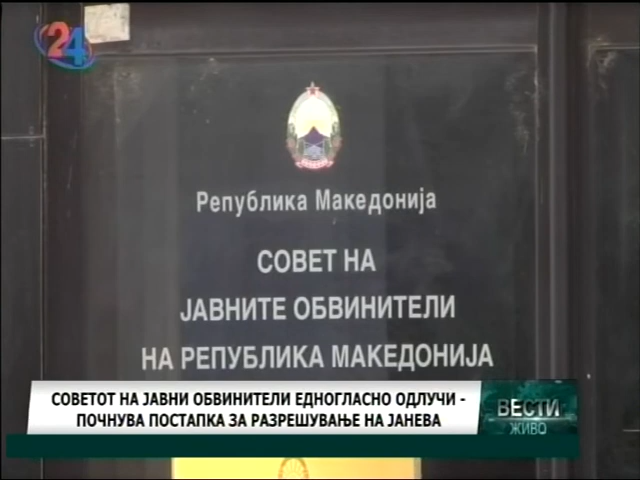 24
Република Македонија
СОВЕТ НА
ЈАВНИТЕ ОБВИНИТЕЛИ
НА РЕПУБЛИКА МАКЕДОНИЈА
СОВЕТОТ НА ЈАВНИ ОБВИНИТЕЛИ ЕДНОГЛАСНО ОДЛУЧИ -
ПОЧНУВА ПОСТАПКА ЗА РАЗРЕШУВАЊЕ НА ЈАНЕВА
ВЕСТИ
ЖИВО